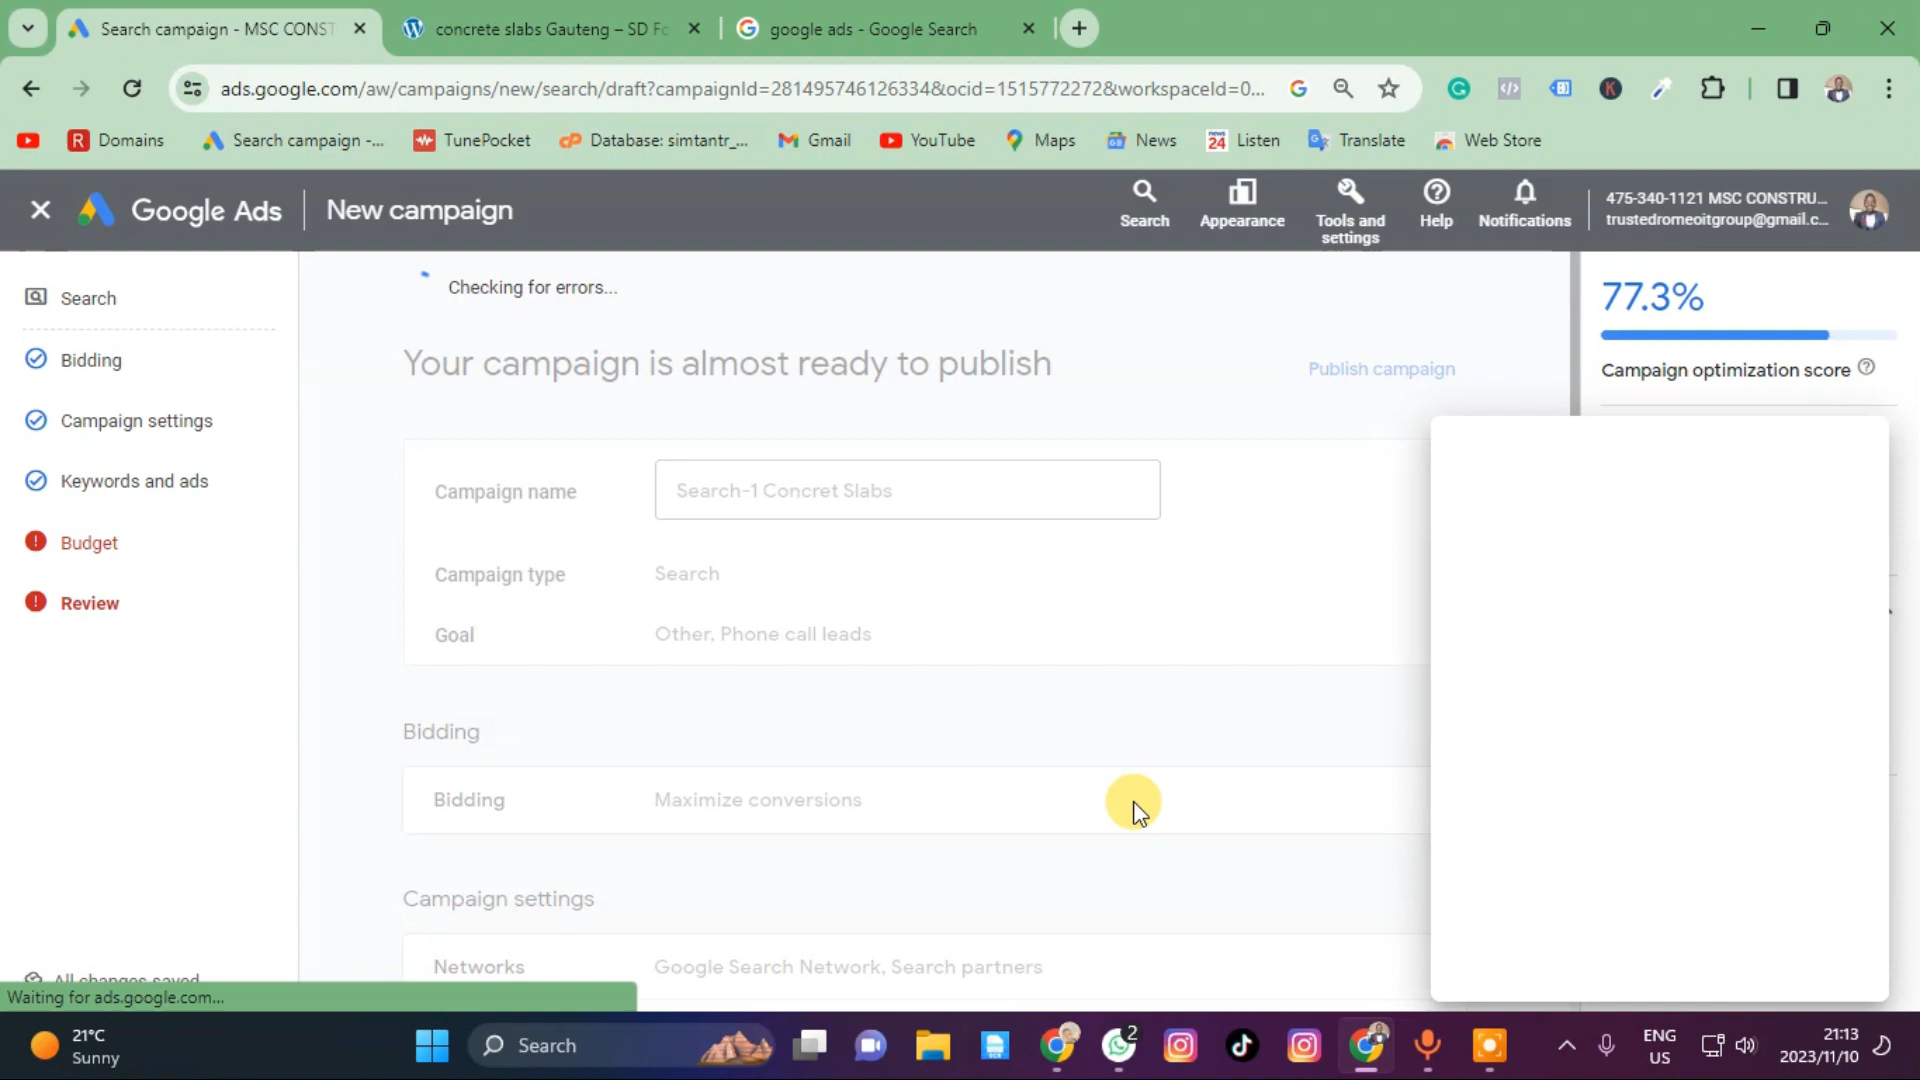 Search campaign - MSC CONST
concrete slabs Gauteng – SD Fo
google ads - Google Search
ads.google.com/aw/campaigns/new/search/draft?campaignId=281495746126334&ocid=1515772272&workspaceId=0...
Domains
Search campaign -...
TunePocket
Database: simtantr_...
Gmail
YouTube
Maps
News
Listen
Translate
Web Store
Google Ads
New campaign
Search
Appearance
Tools and settings
Help
Notifications
475-340-1121 MSC CONSTRU...
trustedromeoitgroup@gmail.c...
Search
Bidding
Campaign settings
Keywords and ads
Budget
Review
All changes saved
Waiting for ads.google.com...
Checking for errors...
Your campaign is almost ready to publish
Publish campaign
Campaign name
Search-1 Concret Slabs
Campaign type
Search
Goal
Other, Phone call leads
Bidding
Bidding
Maximize conversions
Campaign settings
Networks
Google Search Network, Search partners
77.3%
Campaign optimization score
21°C
Sunny
Search
2
ENG
US
21:13
2023/11/10